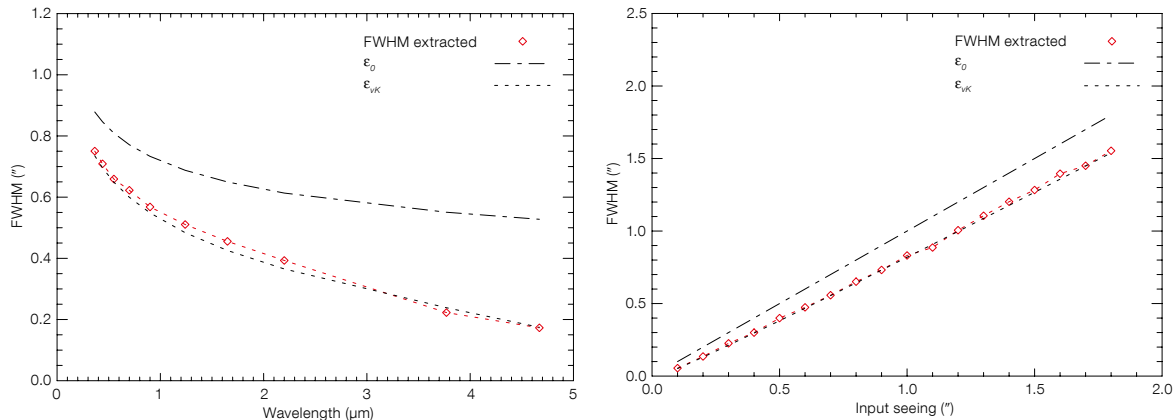 1.2
1.0
0.8
0.6
0.4
0.2
0.0
FWHM (″)
FWHM extracted
ε0
εvK
0 1 2 3 4 5
Wavelength (µm)
2.5
2.0
1.5
1.0
0.5
0.0
FWHM (″)
FWHM extracted
ε0
εvK
0.0 0.5 1.0 1.5 2.0
Input seeing (″)